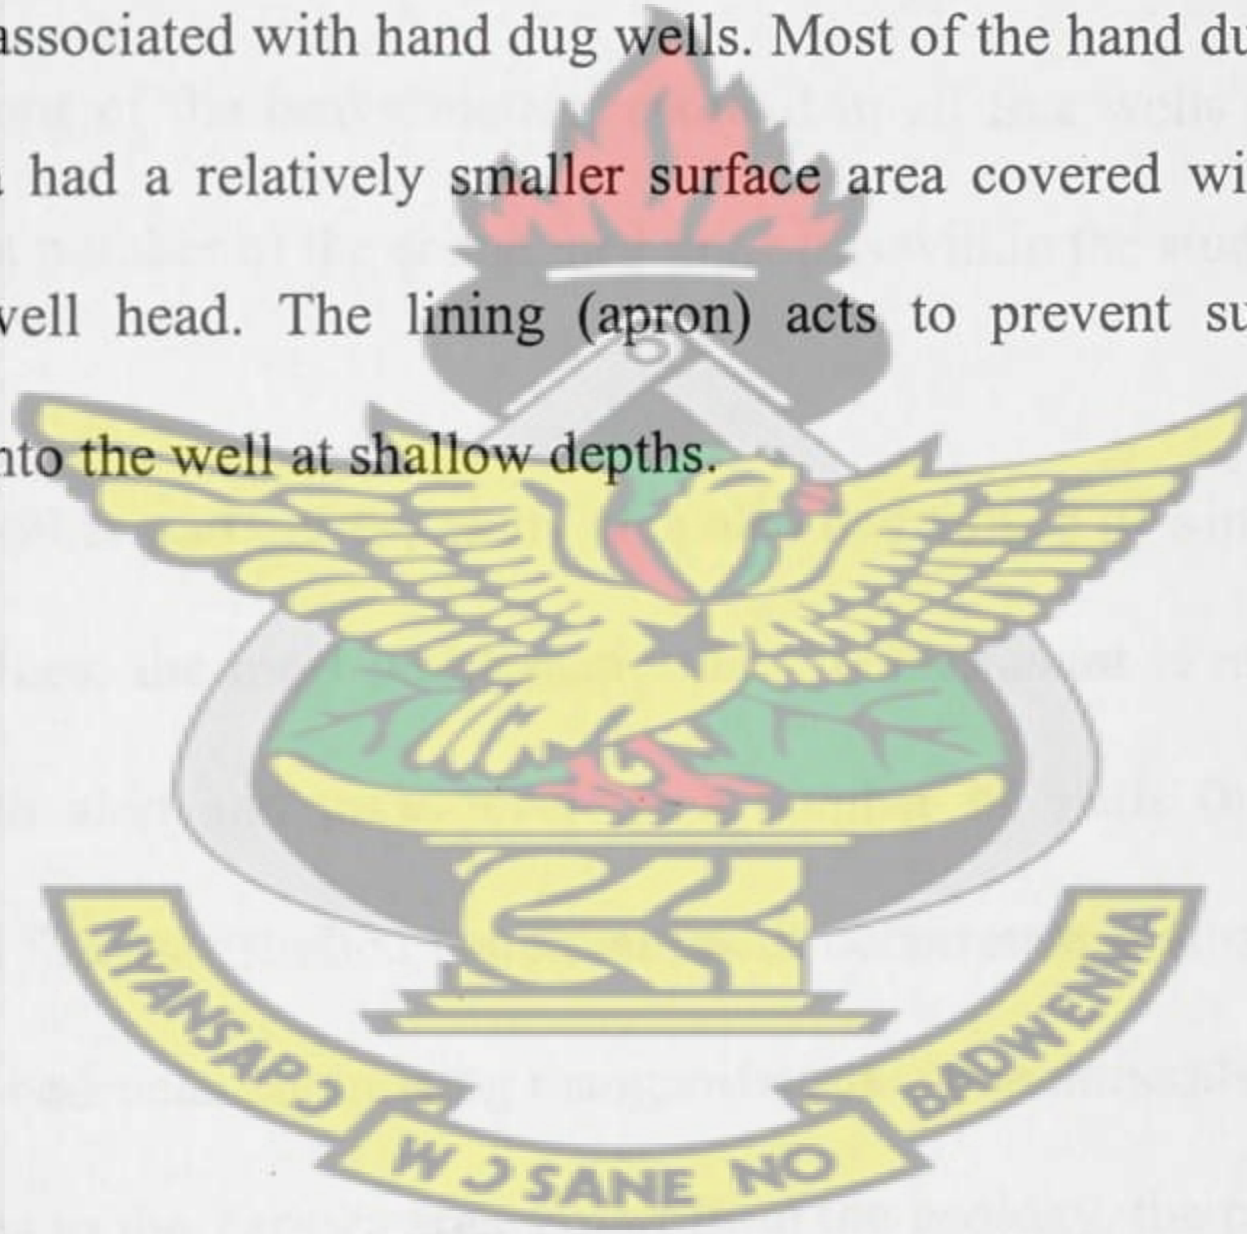 associated with hand dug wells. Most of the hand du
had a relatively smaller surface area covered wi
well head. The lining (apron) acts to prevent su
nto the well at shallow depths.
NYANSAPƆ
WƆSANE NO
BADWENMA